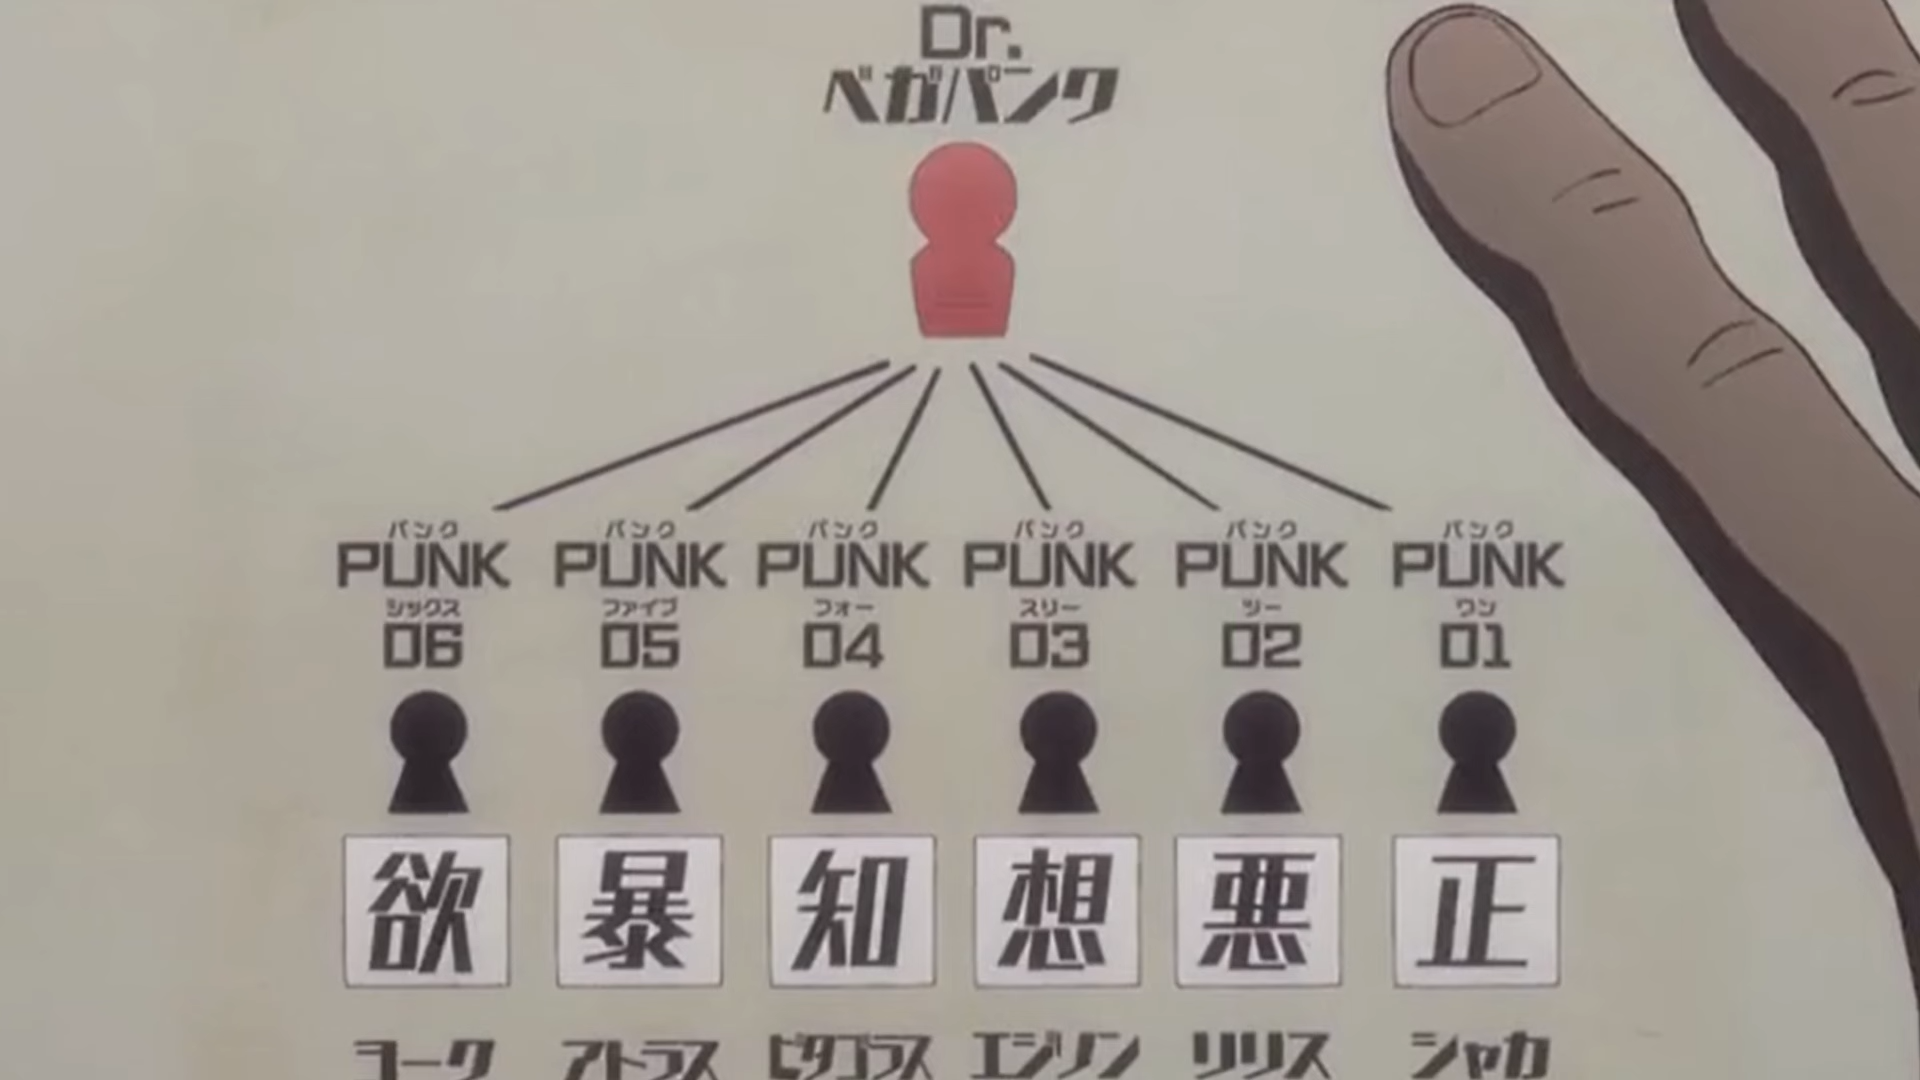 Dr.
ベガパンク
パンク パンク パンク パンク パンク パンク
PUNK PUNK PUNK PUNK PUNK PUNK
シックス ファイブ フォー スリー ツー ワン
06 05 04 03 02 01
欲 暴 知 想 悪 正
ヨーク アトラス ピタゴラス エジソン リリス シャカ